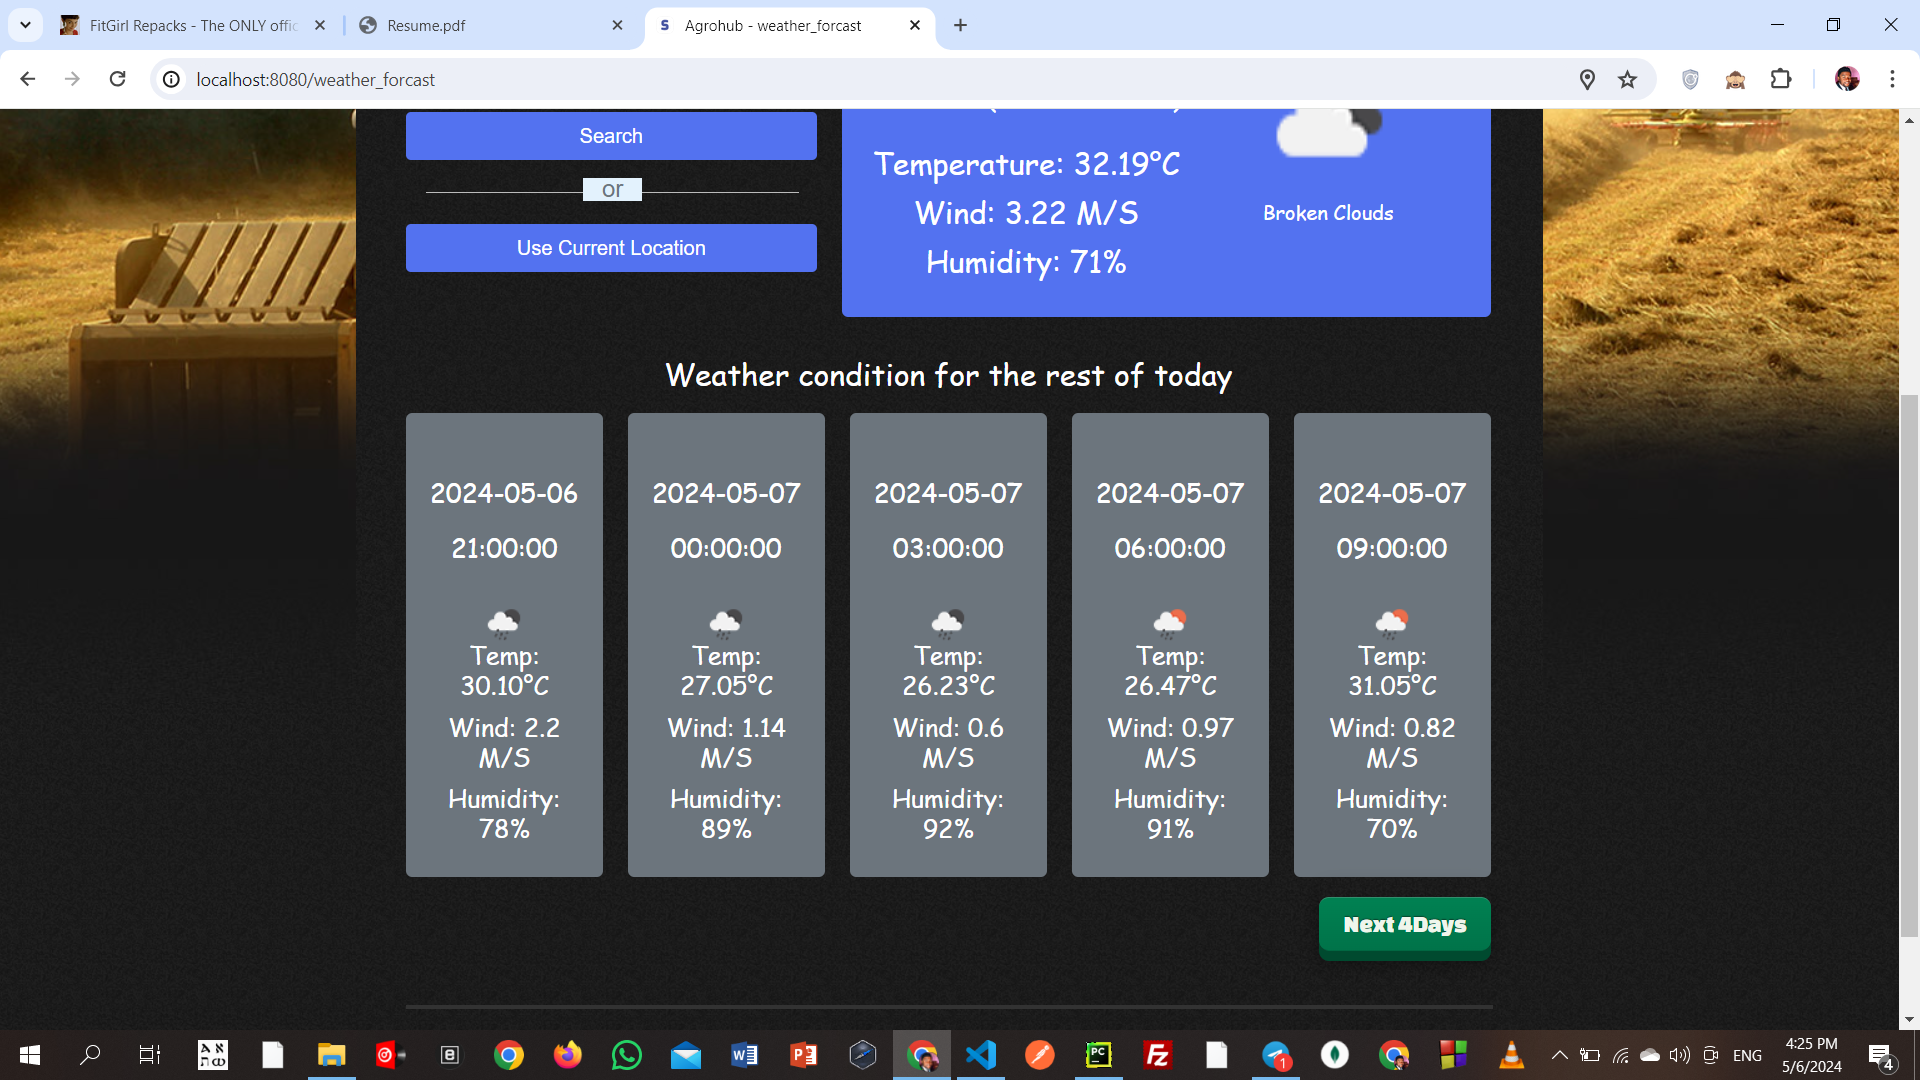 FitGirl Repacks - The ONLY offic
Resume.pdf
Agrohub - weather_forcast
localhost:8080/weather_forcast
Search
or
Use Current Location
Temperature: 32.19°C
Wind: 3.22 M/S
Humidity: 71%
Broken Clouds
Weather condition for the rest of today
2024-05-06
21:00:00
Temp:
30.10°C
Wind: 2.2
M/S
Humidity:
78%
2024-05-07
00:00:00
Temp:
27.05°C
Wind: 1.14
M/S
Humidity:
89%
2024-05-07
03:00:00
Temp:
26.23°C
Wind: 0.6
M/S
Humidity:
92%
2024-05-07
06:00:00
Temp:
26.47°C
Wind: 0.97
M/S
Humidity:
91%
2024-05-07
09:00:00
Temp:
31.05°C
Wind: 0.82
M/S
Humidity:
70%
Next 4Days
ENG
4:25 PM
5/6/2024
4